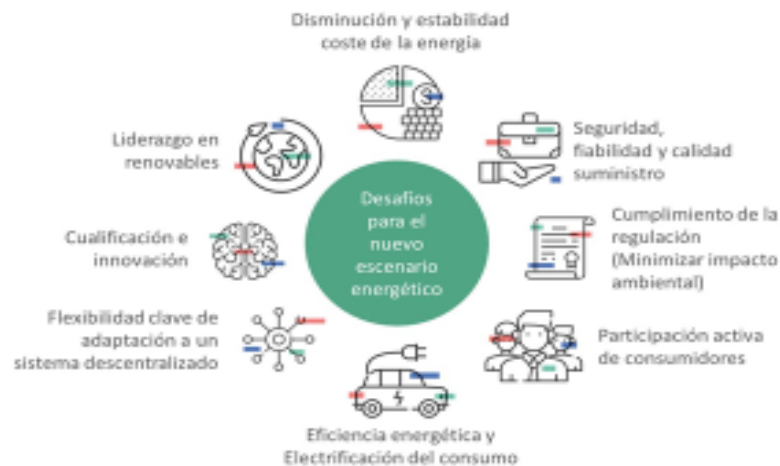 Disminución y estabilidad
coste de la energía
Seguridad,
fiabilidad y calidad
suministro
Cumplimiento de la
regulación
(Minimizar impacto
ambiental)
Participación activa
de consumidores
Eficiencia energética y
Electrificación del consumo
Flexibilidad clave de
adaptación a un
sistema descentralizado
Cualificación e
innovación
Liderazgo en
renovables
Desafíos
para el
nuevo
escenario
energético